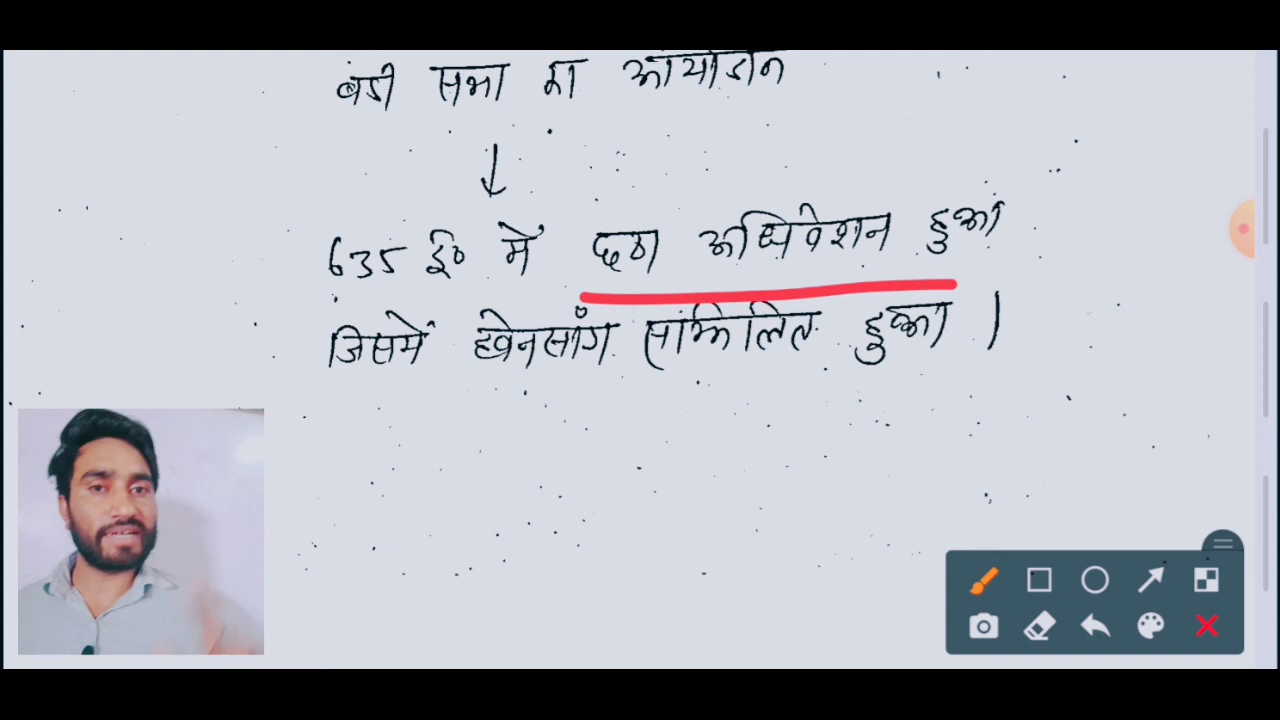 बडी सभा का आयोजन
635 ई० में छठा अधिवेशन हुआ
जिसमें ह्वेनसाँग सम्मिलित हुआ ।